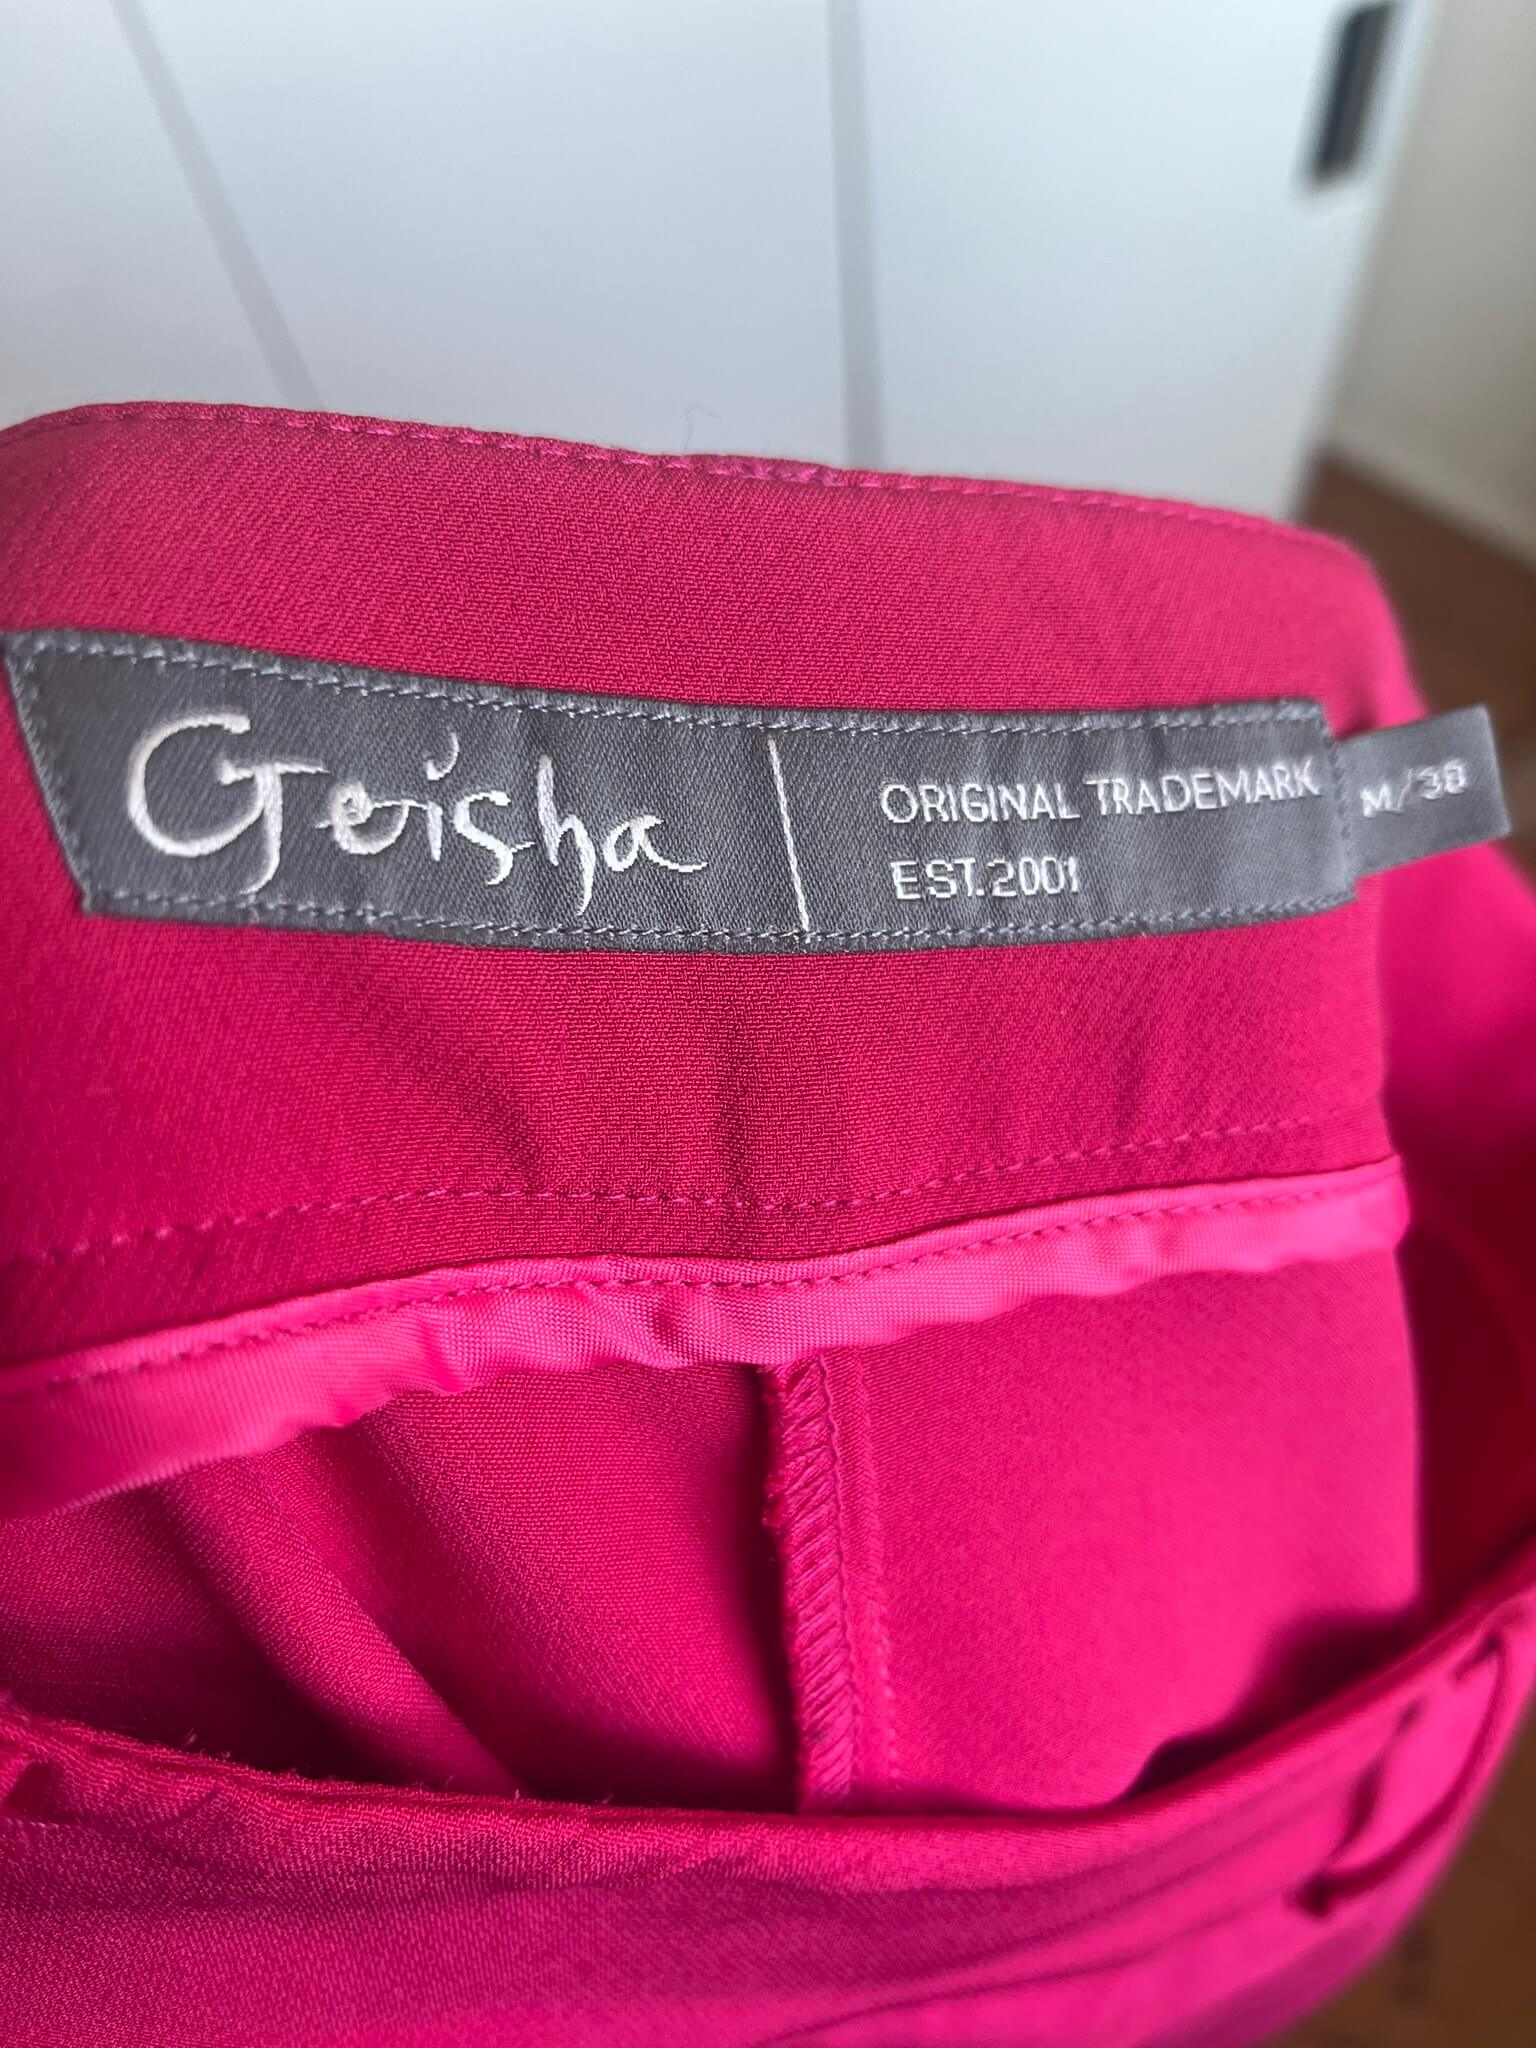 Geisha
ORIGINAL TRADEMARK
EST.2001
M/38